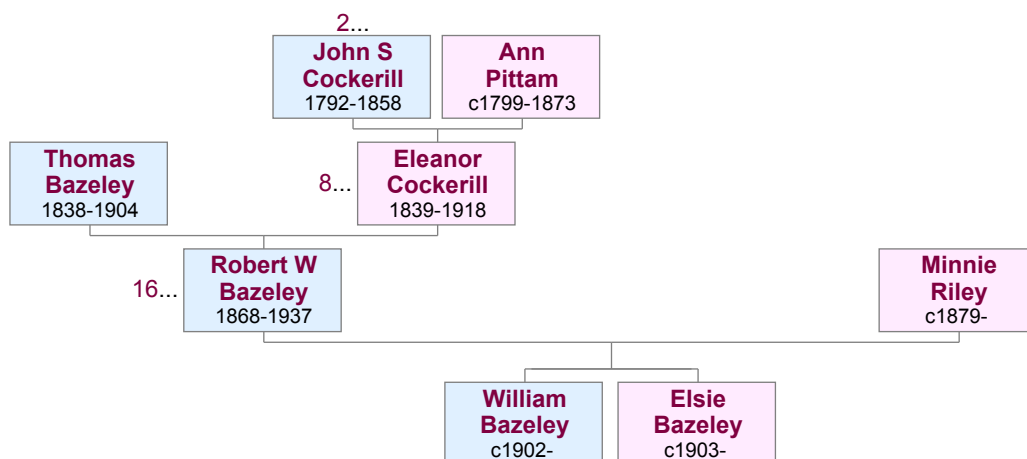 2...
John S
Cockerill
1792-1858
Ann
Pittam
c1799-1873
Thomas
Bazeley
1838-1904
8...
Eleanor
Cockerill
1839-1918
16...
Robert W
Bazeley
1868-1937
Minnie
Riley
c1879-
William
Bazeley
c1902-
Elsie
Bazeley
c1903-